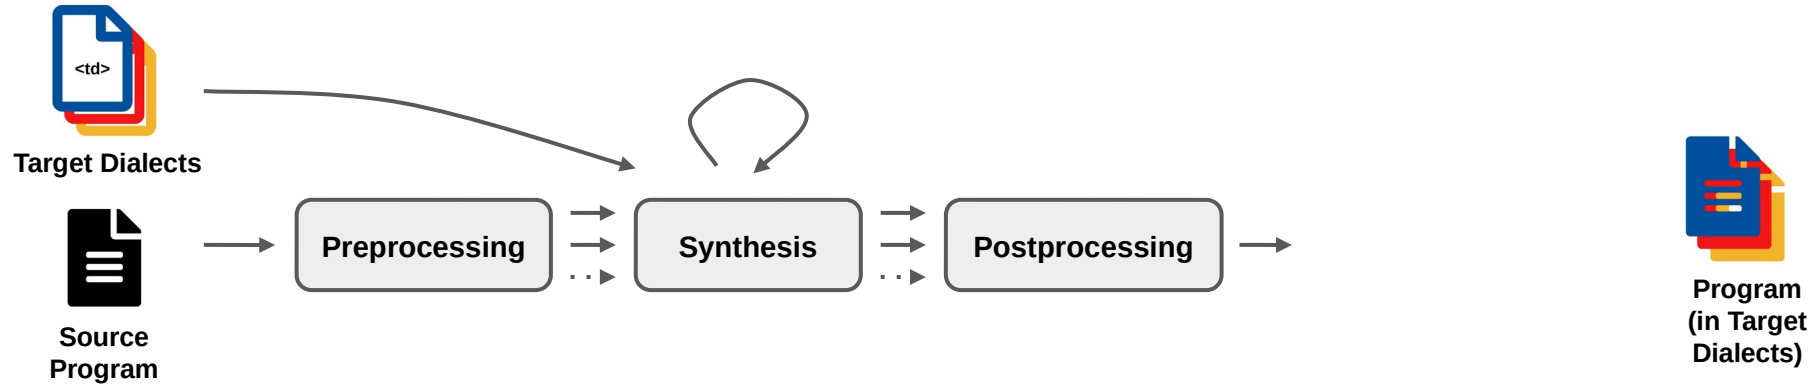 <td>
Target Dialects
Source
Program
Preprocessing
Synthesis
Postprocessing
Program
(in Target
Dialects)